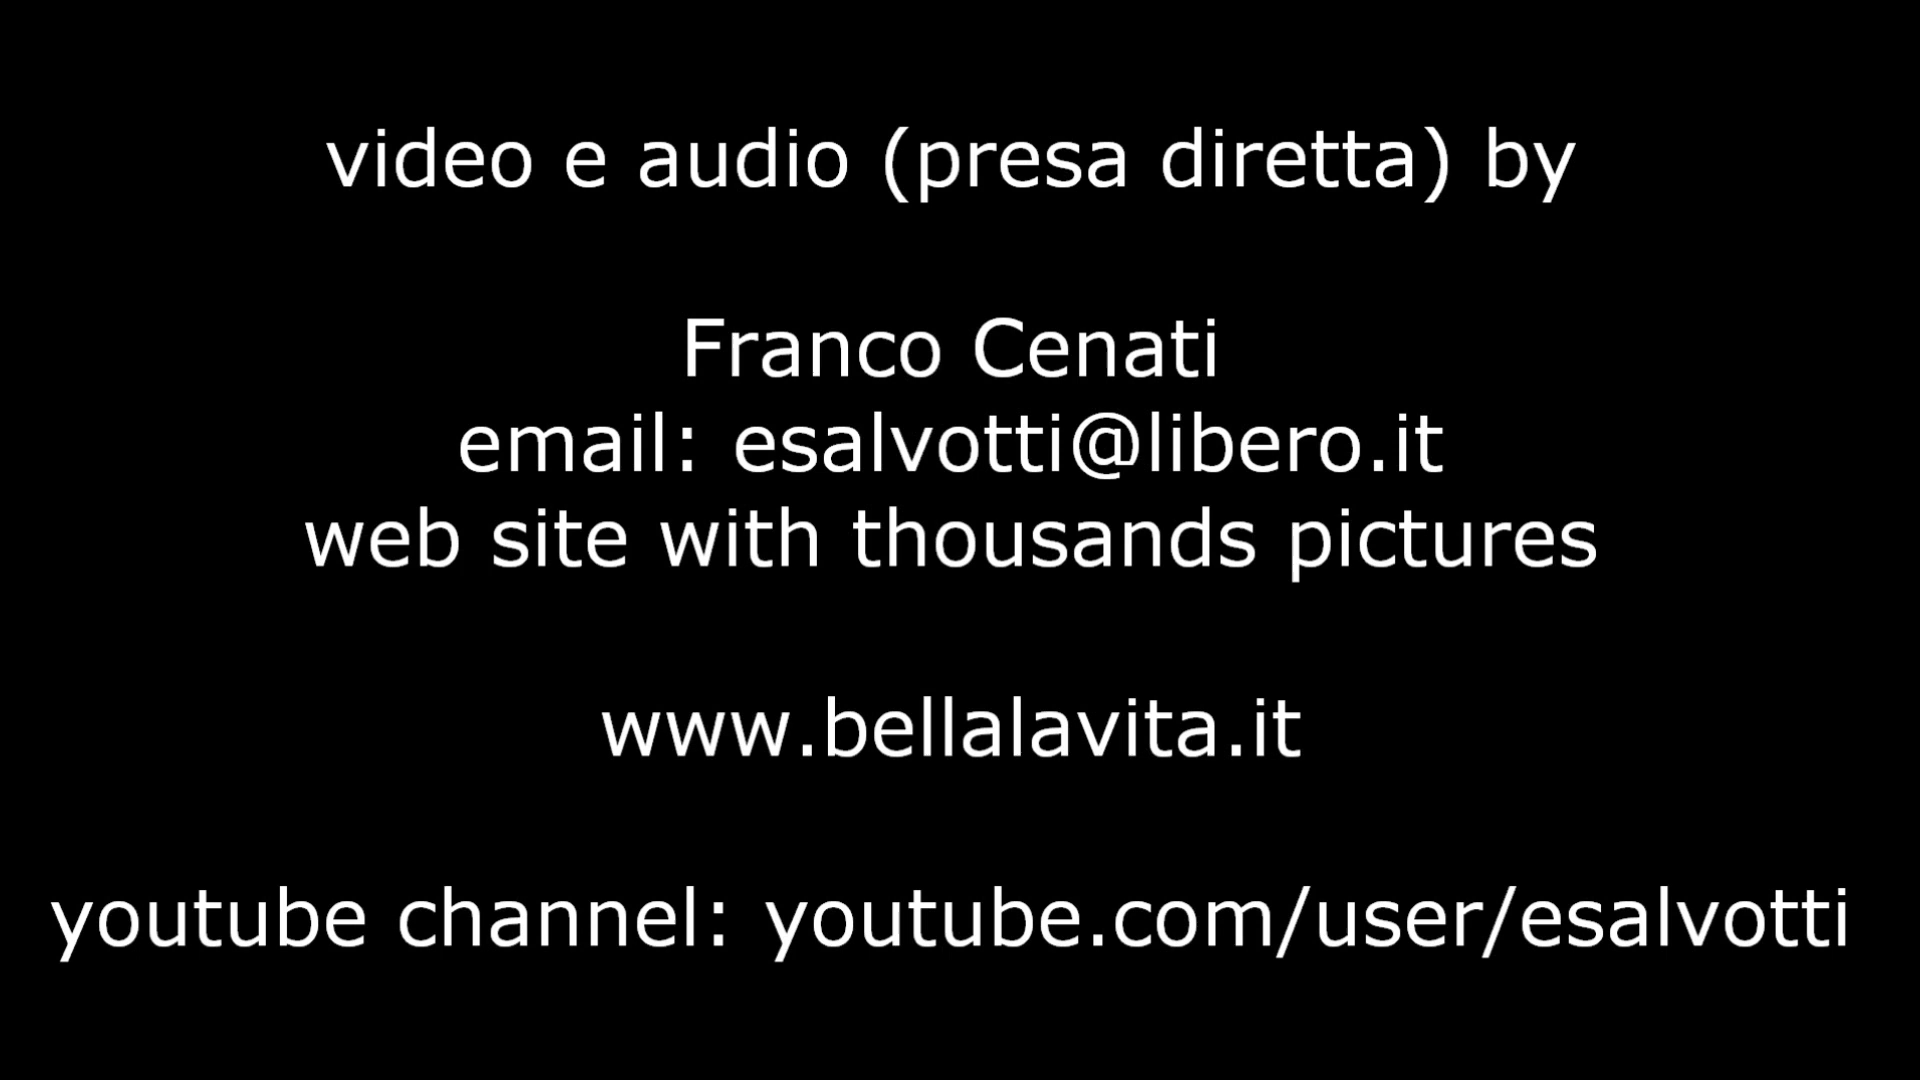 video e audio (presa diretta) by
Franco Cenati
email: esalvotti@libero.it
web site with thousands pictures
www.bellalavita.it
youtube channel: youtube.com/user/esalvotti